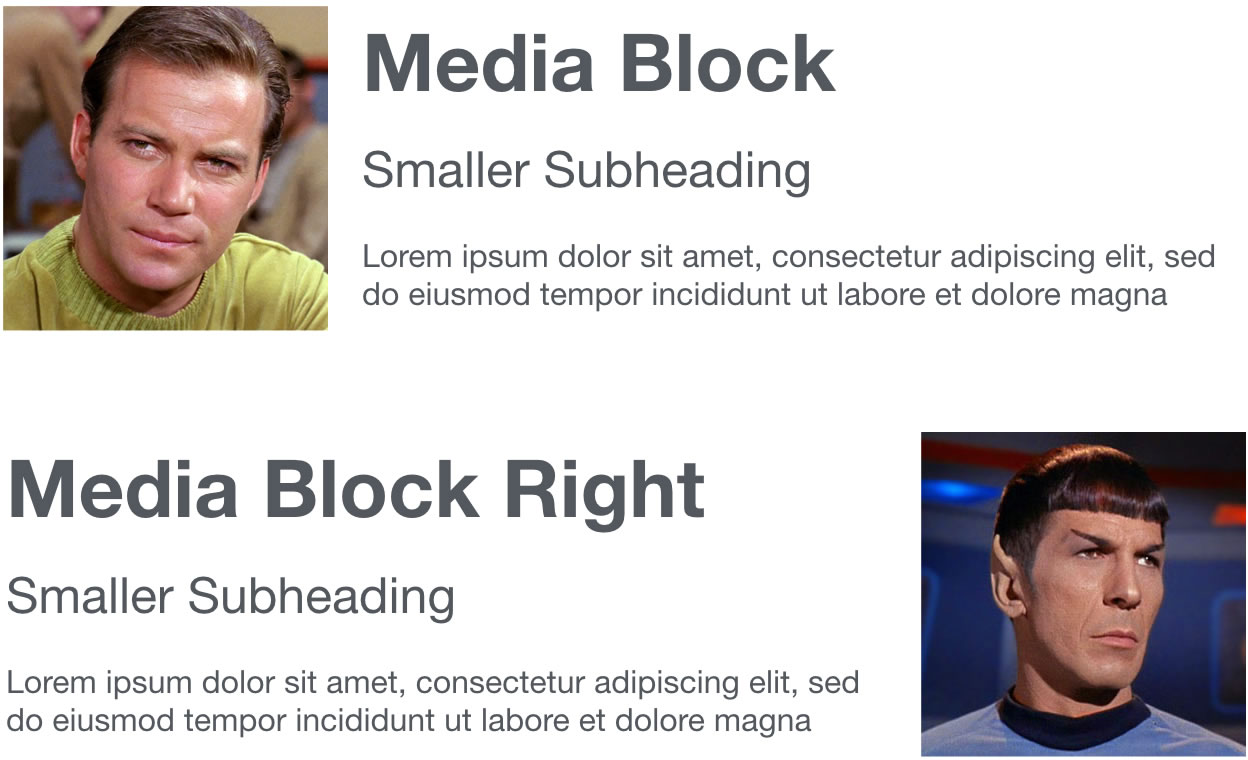 Media Block
Smaller Subheading
Lorem ipsum dolor sit amet, consectetur adipiscing elit, sed
do eiusmod tempor incididunt ut labore et dolore magna
Media Block Right
Smaller Subheading
Lorem ipsum dolor sit amet, consectetur adipiscing elit, sed
do eiusmod tempor incididunt ut labore et dolore magna